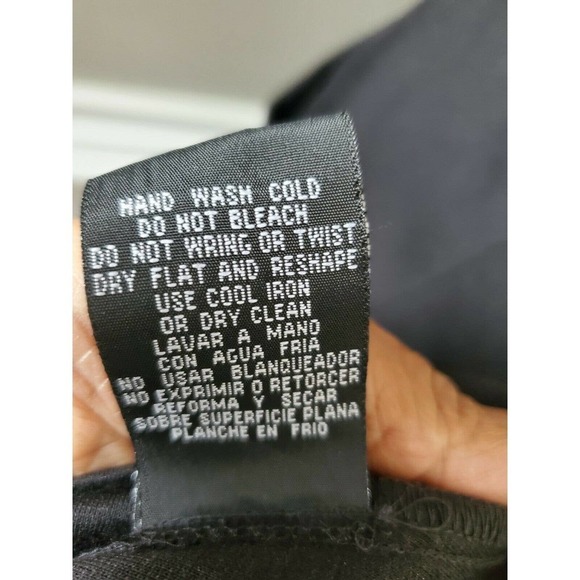 HAND WASH COLD
DO NOT BLEACH
DO NOT WRING OR TWIST
DRY FLAT AND RESHAPE
USE COOL IRON
OR DRY CLEAN
LAVAR A MANO
CON AGUA FRIA
NO USAR BLANQUEADOR
NO EXPRIMIR O RETORCER
REFORMA Y SECAR
SOBRE SUPERFICIE PLANA
PLANCHE EN FRIO